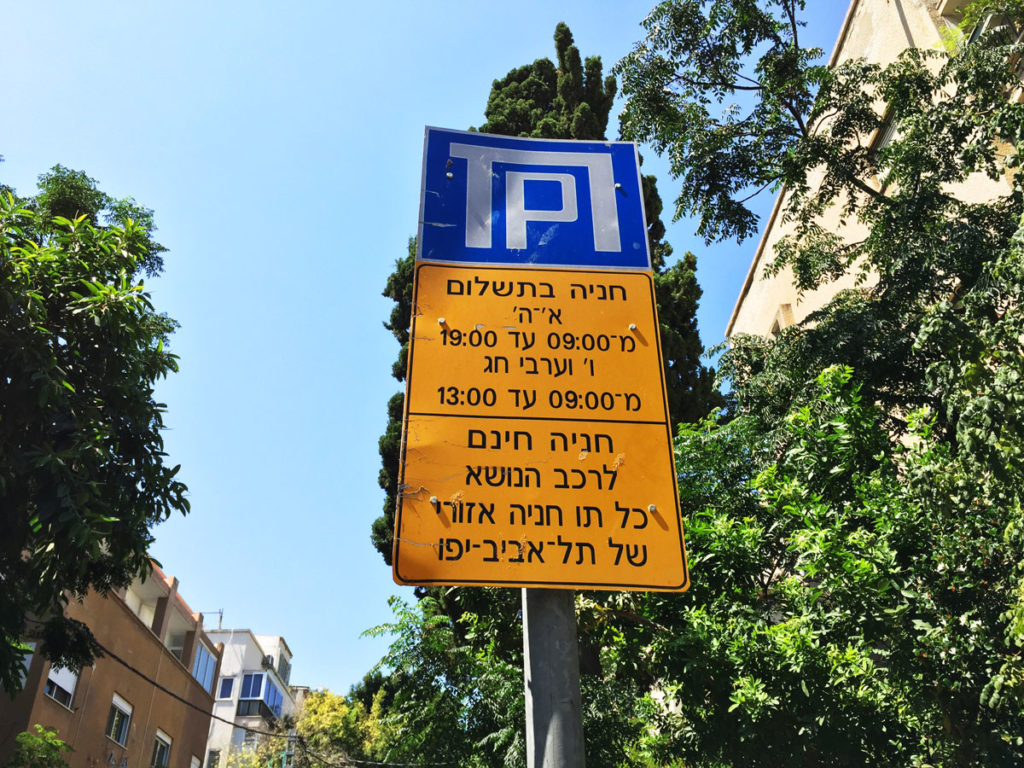 P
חניה בתשלום
א׳־ה׳
מ־09:00 עד 19:00
ו׳ וערבי חג
מ־09:00 עד 13:00
חניה חינם
לרכב הנושא
כל תו חניה אזורי
של תל־אביב-יפו